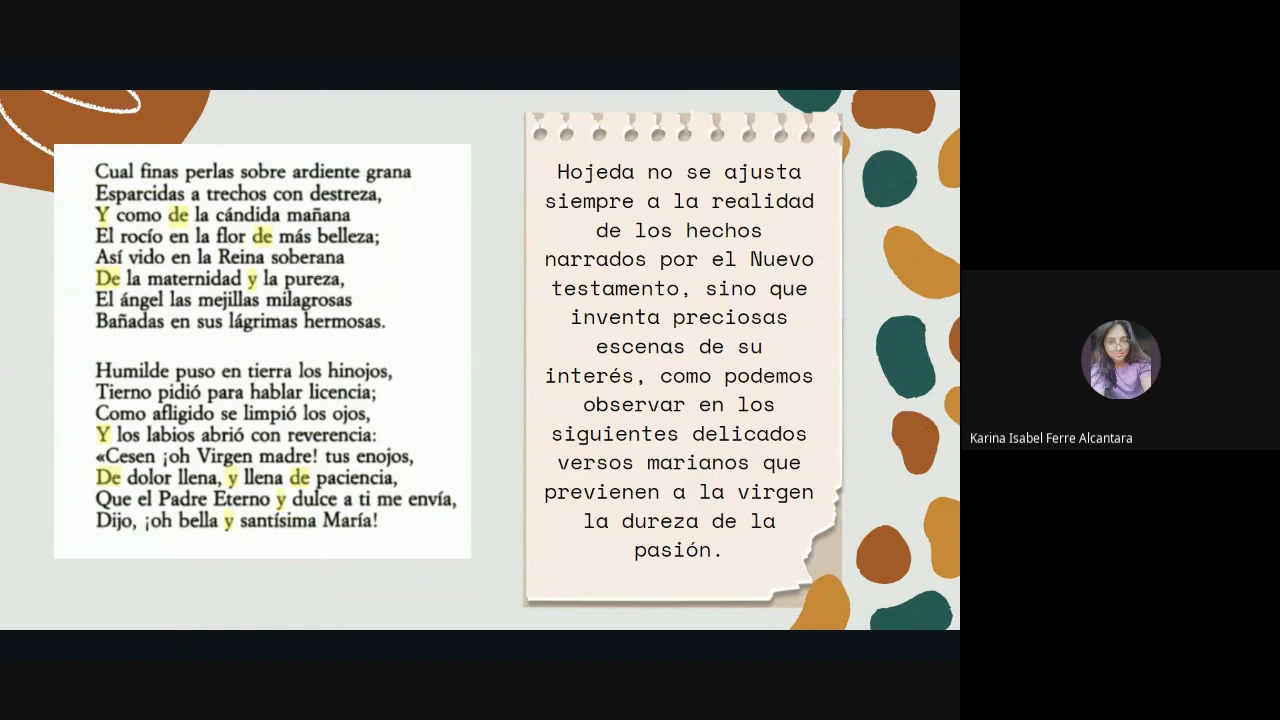 Cual finas perlas sobre ardiente grana
Esparcidas a trechos con destreza,
Y como de la cándida mañana
El rocío en la flor de más belleza;
Así vido en la Reina soberana
De la maternidad y la pureza,
El ángel las mejillas milagrosas
Bañadas en sus lágrimas hermosas.
Humilde puso en tierra los hinojos,
Tierno pidió para hablar licencia;
Como afligido se limpió los ojos,
Y los labios abrió con reverencia:
«Cesen ¡oh Virgen madre! tus enojos,
De dolor llena, y llena de paciencia,
Que el Padre Eterno y dulce a ti me envía,
Dijo, ¡oh bella y santísima María!
Hojeda no se ajusta
siempre a la realidad
de los hechos
narrados por el Nuevo
testamento, sino que
inventa preciosas
escenas de su
interés, como podemos
observar en los
siguientes delicados
versos marianos que
previenen a la virgen
la dureza de la
pasión.
Karina Isabel Ferre Alcantara